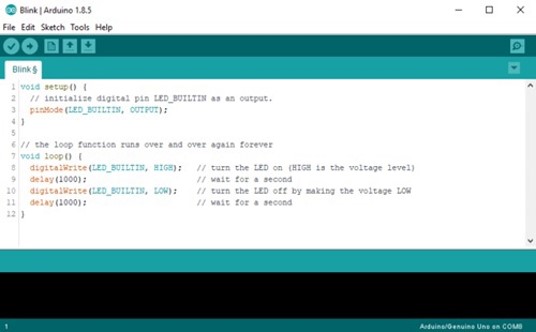 Blink | Arduino 1.8.5
File Edit Sketch Tools Help
Blink §
1 void setup() {
2   // initialize digital pin LED_BUILTIN as an output.
3   pinMode(LED_BUILTIN, OUTPUT);
4 }
5
6 // the loop function runs over and over again forever
7 void loop() {
8   digitalWrite(LED_BUILTIN, HIGH);   // turn the LED on (HIGH is the voltage level)
9   delay(1000);                       // wait for a second
10   digitalWrite(LED_BUILTIN, LOW);    // turn the LED off by making the voltage LOW
11   delay(1000);                       // wait for a second
12 }
1 Arduino/Genuino Uno on COM8